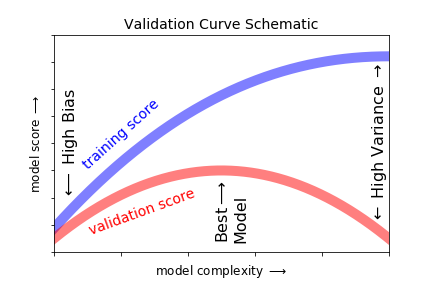 Validation Curve Schematic
model score ⟶
⟵ High Bias
training score
validation score
Best⟶
Model
⟵ High Variance ⟶
model complexity ⟶